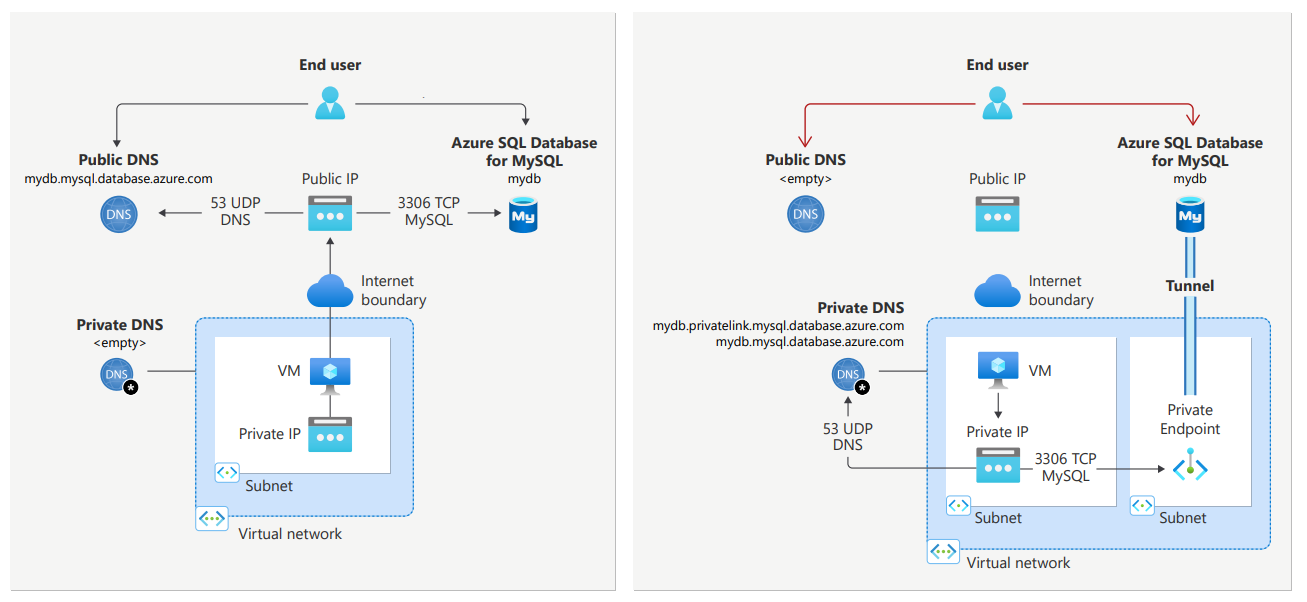 End user
Public DNS
mydb.mysql.database.azure.com
DNS
53 UDP
DNS
Public IP
3306 TCP
MySQL
Azure SQL Database
for MySQL
mydb
My
Internet
boundary
Private DNS
<empty>
DNS
*
VM
Private IP
Subnet
Virtual network
End user
Public DNS
<empty>
DNS
Public IP
Azure SQL Database
for MySQL
mydb
My
Internet
boundary
Tunnel
Private DNS
mydb.privatelink.mysql.database.azure.com
mydb.mysql.database.azure.com
DNS
*
53 UDP
DNS
VM
Private IP
3306 TCP
MySQL
Private
Endpoint
Subnet
Subnet
Virtual network